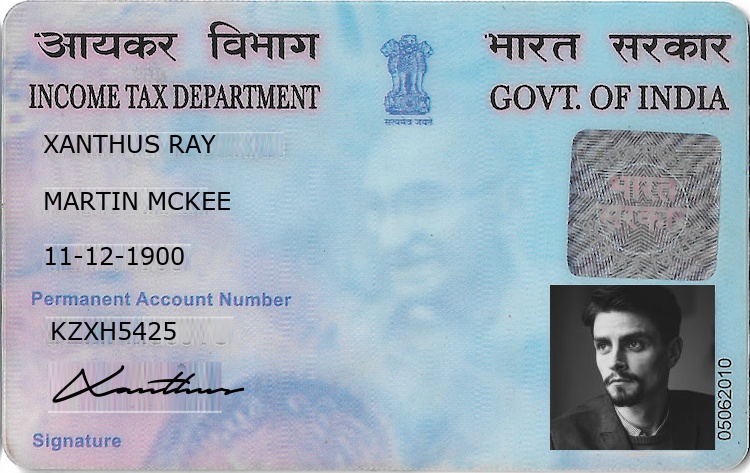 आयकर विभाग
भारत सरकार
INCOME TAX DEPARTMENT
GOVT. OF INDIA
सत्यमेव जयते
XANTHUS RAY
MARTIN MCKEE
11-12-1900
भारत
सरकार
Permanent Account Number
KZXH5425
Xanthus
05062010
Signature